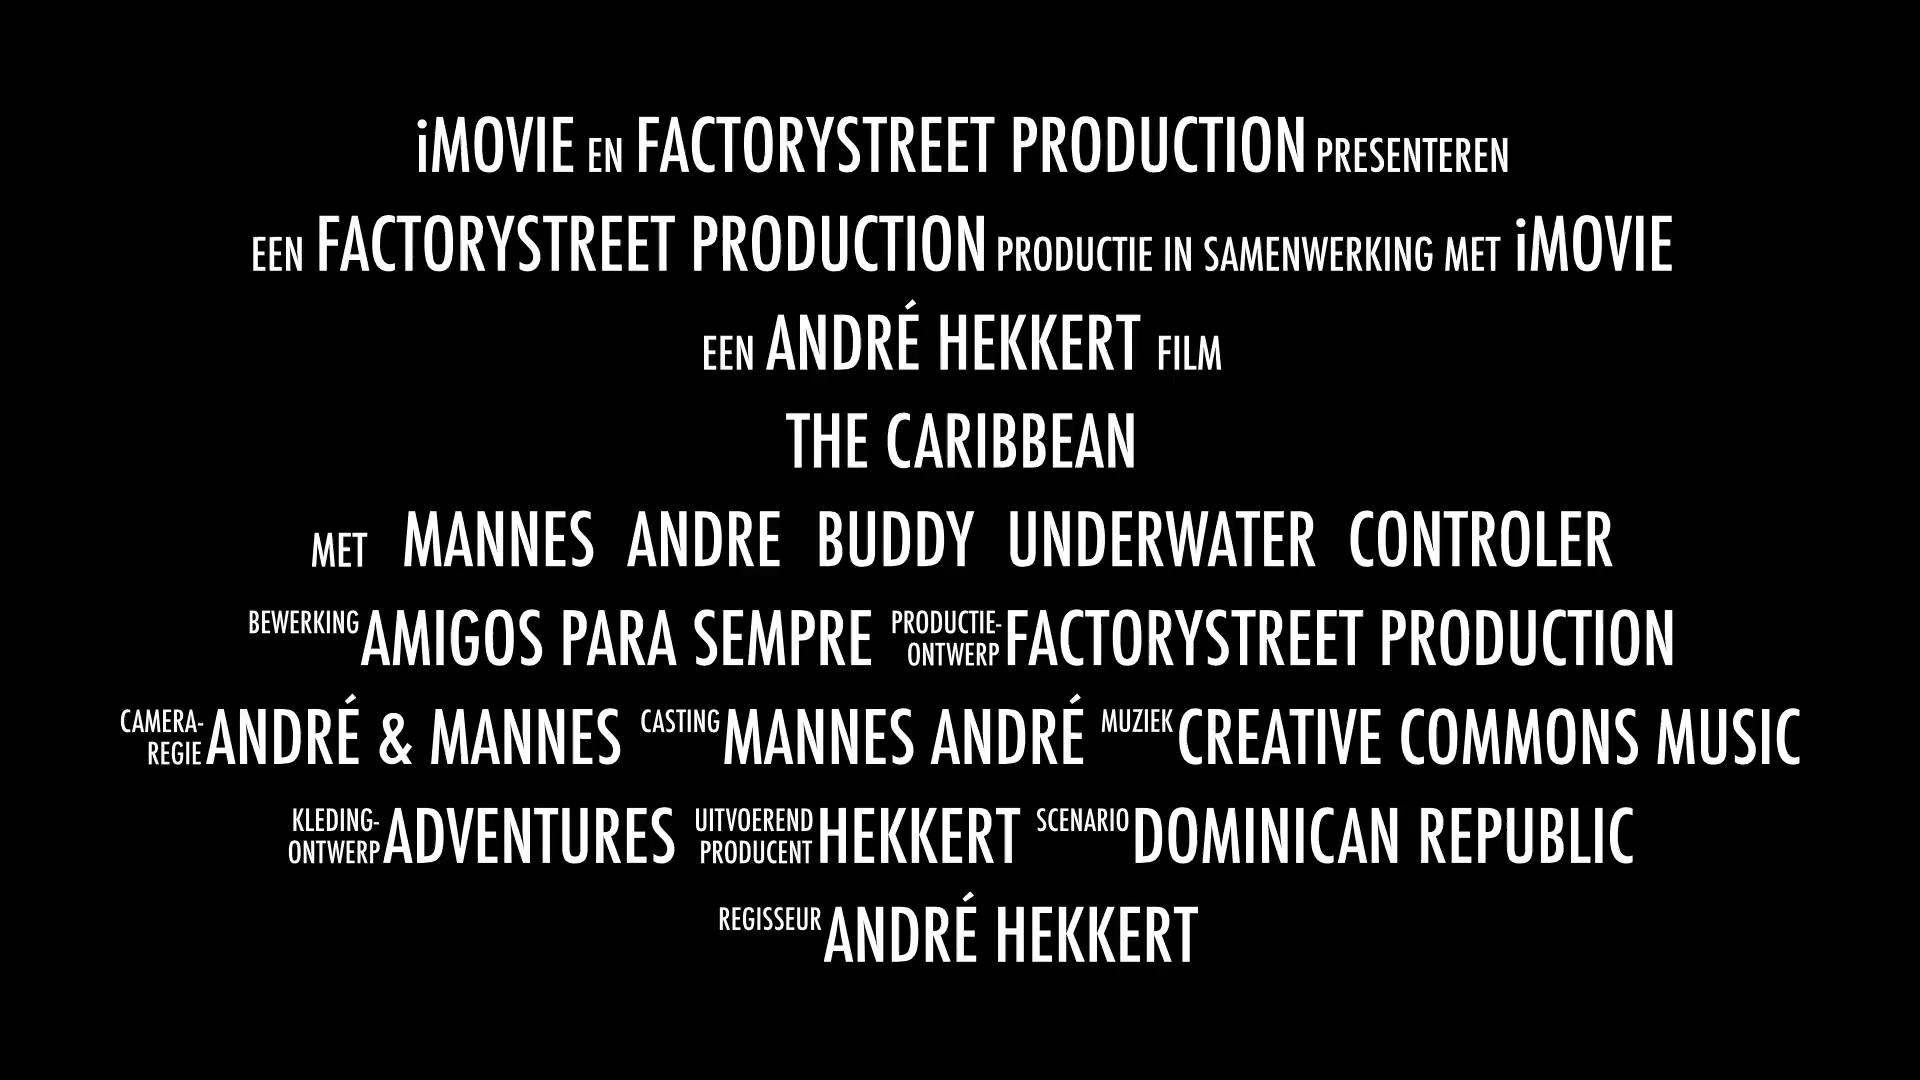 iMOVIE EN FACTORYSTREET PRODUCTION PRESENTEREN
EEN FACTORYSTREET PRODUCTION PRODUCTIE IN SAMENWERKING MET iMOVIE
EEN ANDRÉ HEKKERT FILM
THE CARIBBEAN
MET MANNES ANDRE BUDDY UNDERWATER CONTROLER
BEWERKING AMIGOS PARA SEMPRE PRODUCTIE-ONTWERP FACTORYSTREET PRODUCTION
CAMERA-REGIE ANDRÉ & MANNES CASTING MANNES ANDRÉ MUZIEK CREATIVE COMMONS MUSIC
KLEDING-ONTWERP ADVENTURES UITVOEREND PRODUCENT HEKKERT SCENARIO DOMINICAN REPUBLIC
REGISSEUR ANDRÉ HEKKERT